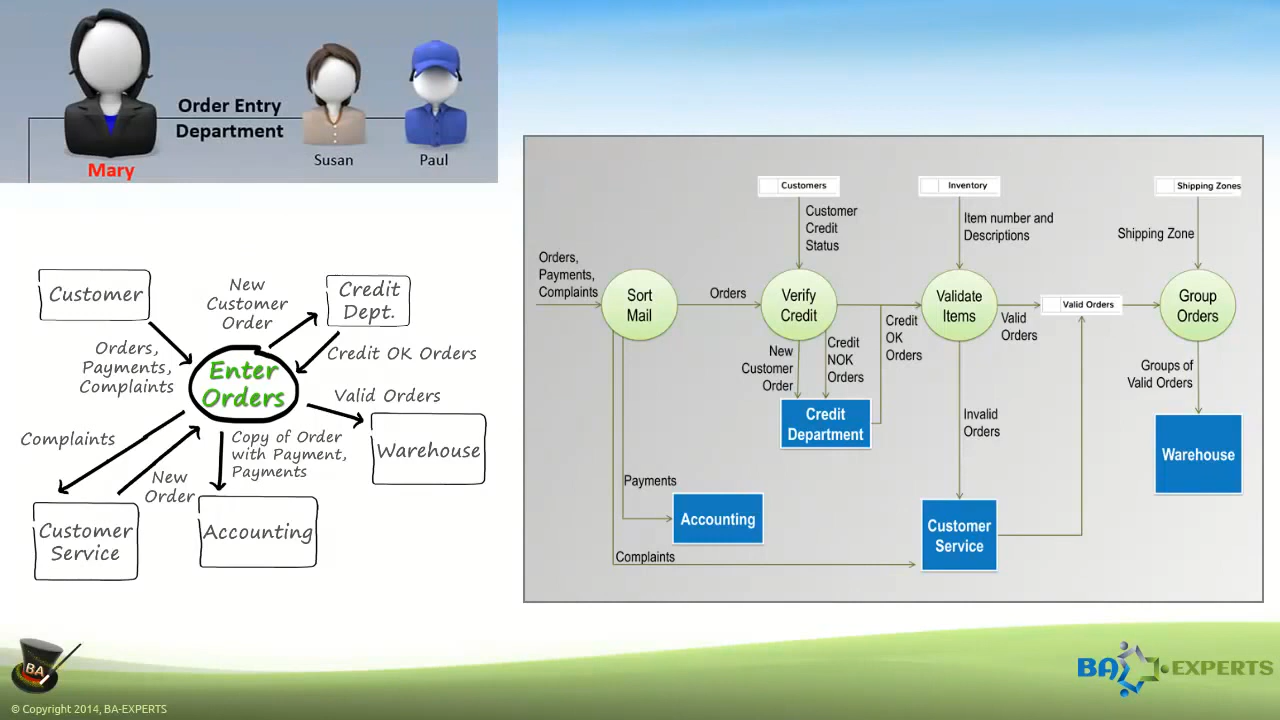 Order Entry
Department
Mary
Susan
Paul
Customer
New
Customer
Order
Credit
Dept.
Orders,
Payments,
Complaints
Enter
Orders
Credit OK Orders
Valid Orders
Complaints
New
Order
Copy of Order
with Payment,
Payments
Warehouse
Customer
Service
Accounting
Customers
Inventory
Shipping Zones
Customer
Credit
Status
Item number and
Descriptions
Shipping Zone
Orders,
Payments,
Complaints
Sort
Mail
Orders
Verify
Credit
Validate
Items
Valid Orders
Group
Orders
New
Customer
Order
Credit
NOK
Orders
Credit
OK
Orders
Valid
Orders
Groups of
Valid Orders
Credit
Department
Invalid
Orders
Warehouse
Payments
Accounting
Customer
Service
Complaints
BA
BA EXPERTS
© Copyright 2014, BA-EXPERTS